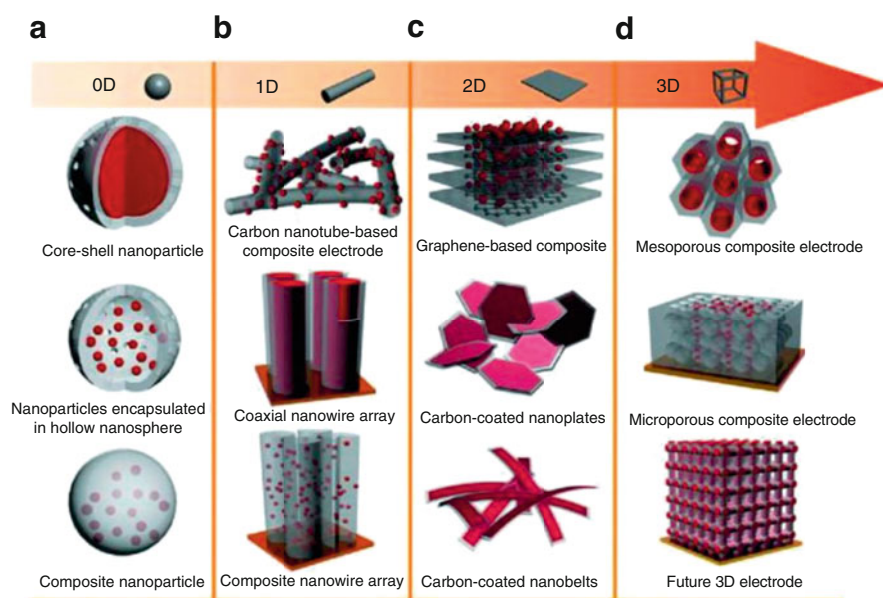 a
b
c
d
0D
1D
2D
3D
Core-shell nanoparticle
Carbon nanotube-based
composite electrode
Graphene-based composite
Mesoporous composite electrode
Nanoparticles encapsulated
in hollow nanosphere
Coaxial nanowire array
Carbon-coated nanoplates
Microporous composite electrode
Composite nanoparticle
Composite nanowire array
Carbon-coated nanobelts
Future 3D electrode